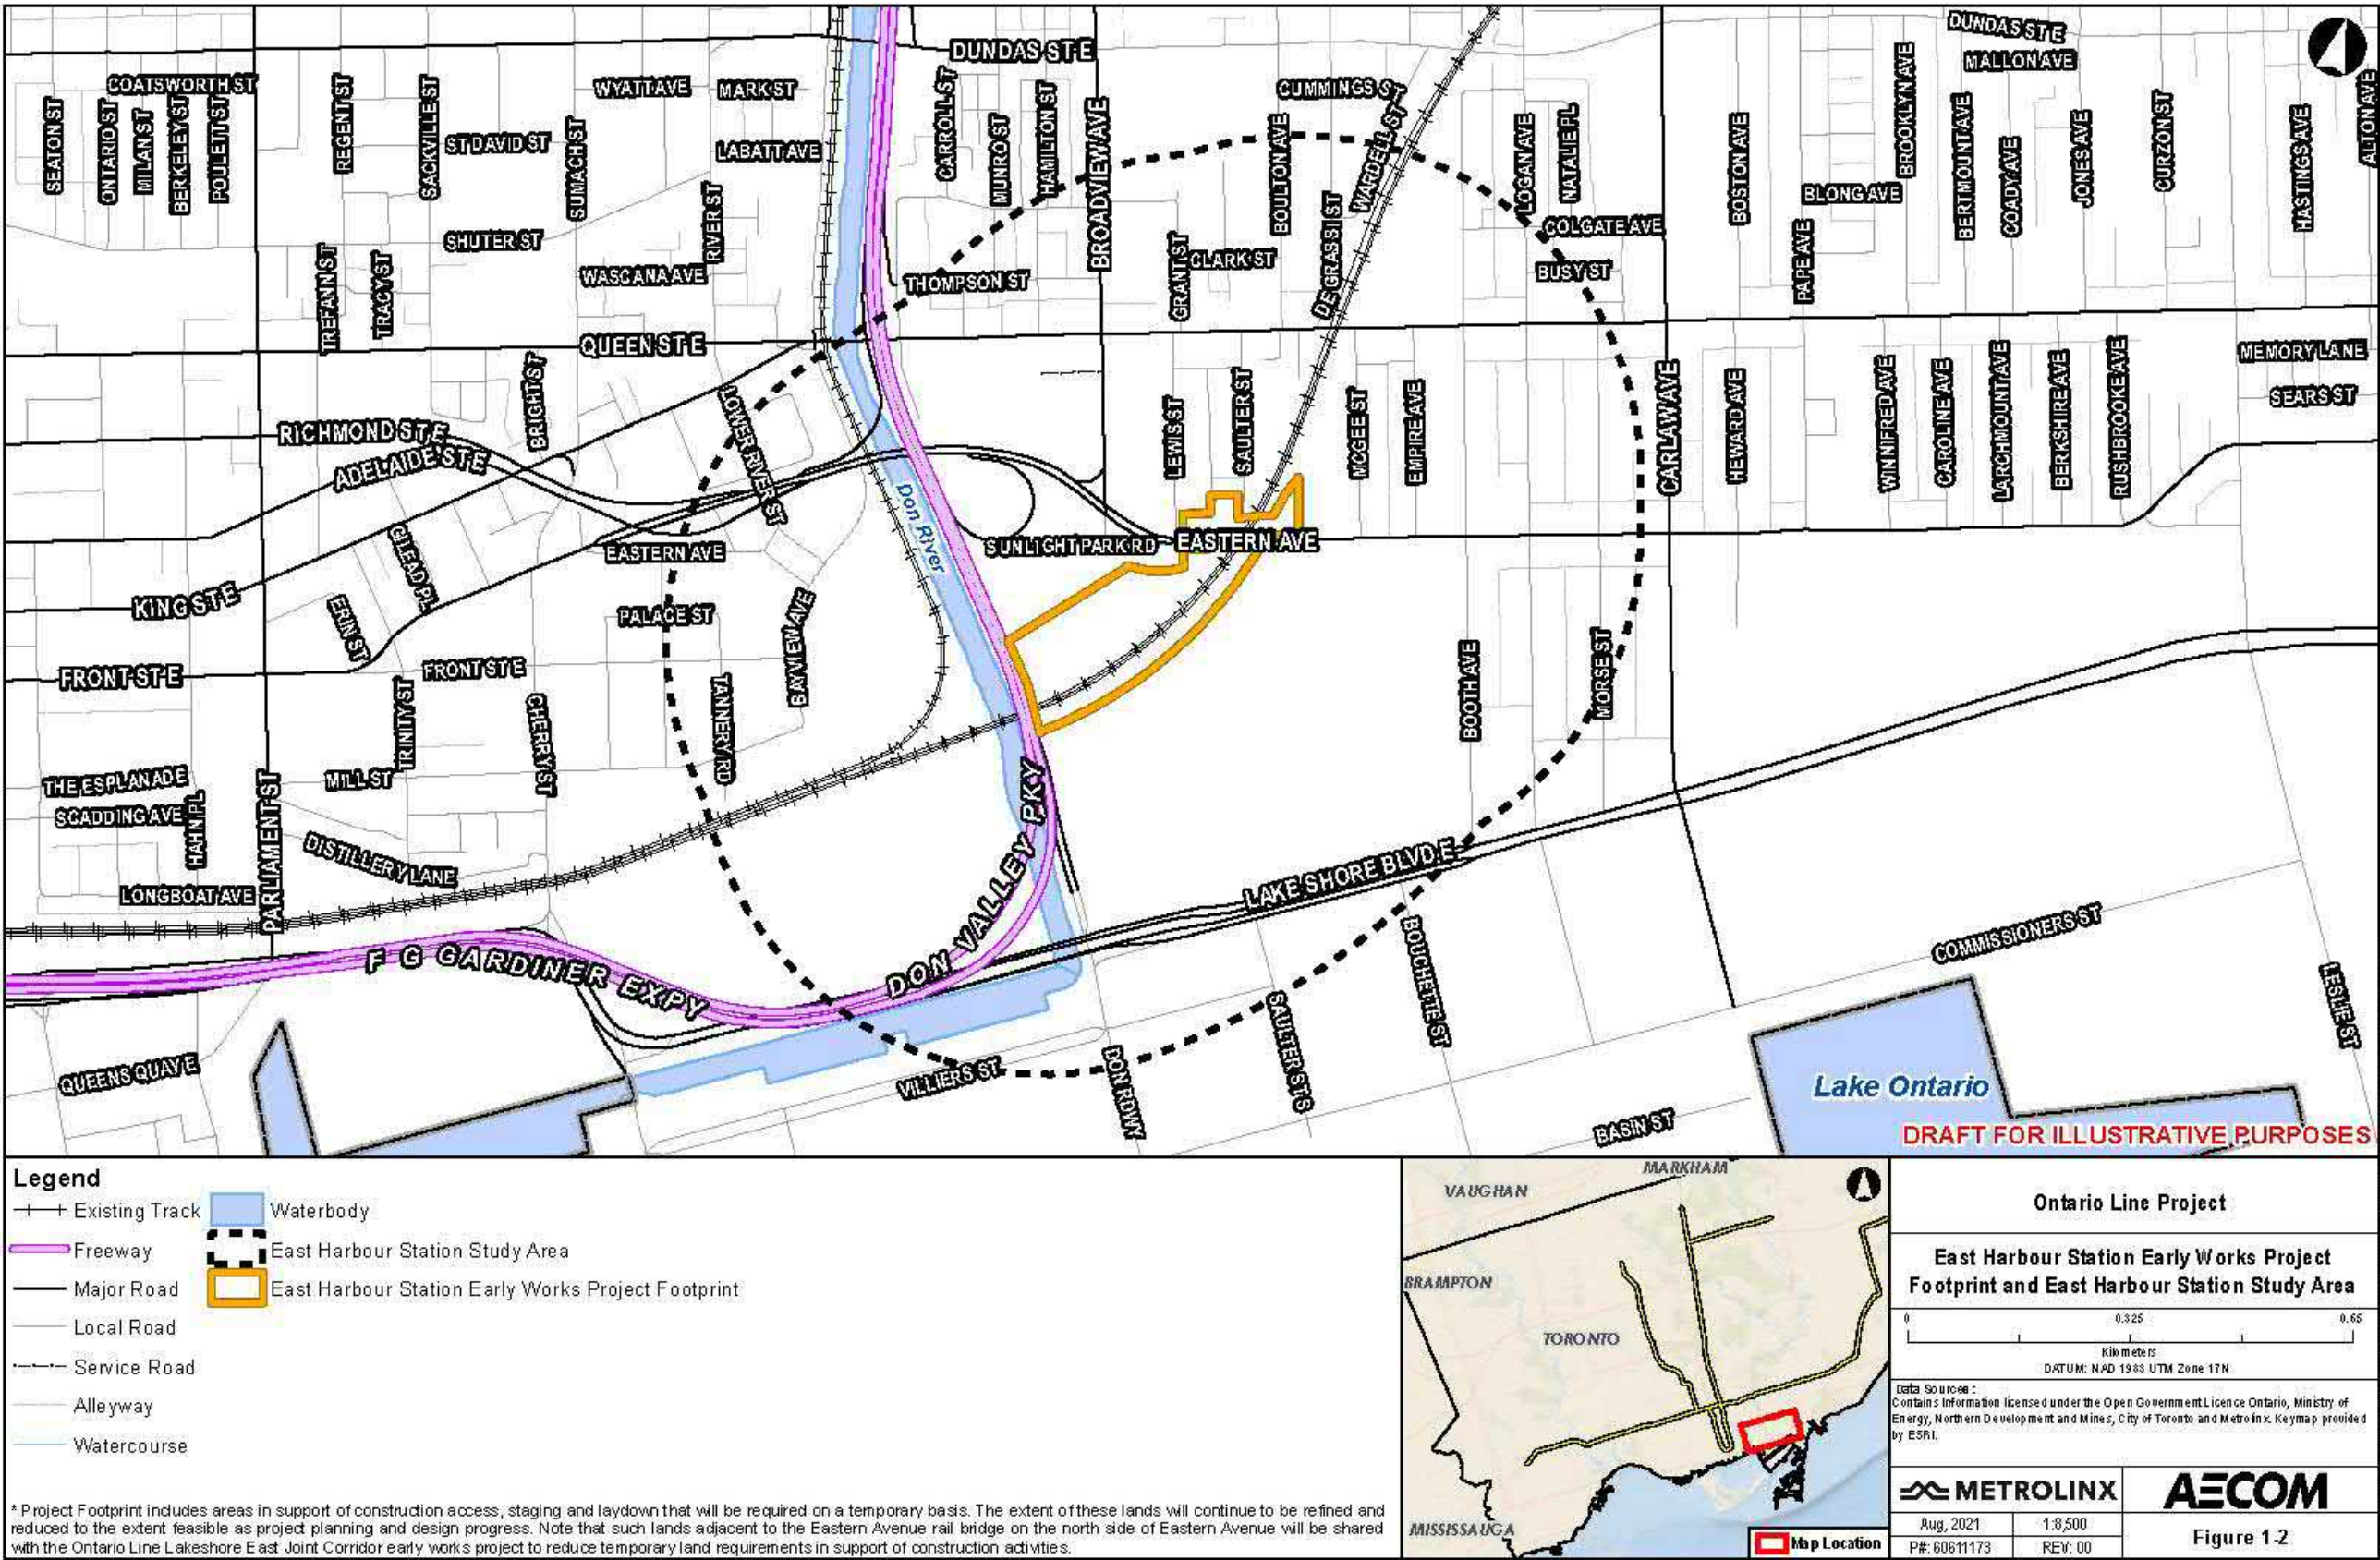 DUNDAS ST E
DUNDAS ST E
MALLON AVE
COATSWORTH ST
WYATT AVE
MARK ST
CUMMINGS ST
SEATON ST
ONTARIO ST
MILAN ST
BERKELEY ST
POULETT ST
REGENT ST
SACKVILLE ST
ST DAVID ST
SUMACH ST
LABATT AVE
CARROLL ST
MUNRO ST
HAMILTON ST
BROADVIEW AVE
BOULTON AVE
WARDELL ST
LOGAN AVE
NATALIE PL
BOSTON AVE
BROOKLYN AVE
BERTMOUNT AVE
COADY AVE
JONES AVE
CURZON ST
HASTINGS AVE
ALTON AVE
BLONG AVE
COLGATE AVE
SHUTER ST
RIVER ST
WASCANA AVE
TREFANN ST
TRACY ST
THOMPSON ST
GRANT ST
CLARK ST
DE GRASSI ST
BUSY ST
PAPE AVE
QUEEN ST E
MEMORY LANE
SEARS ST
BRIGHT ST
LOWER RIVER ST
LEWIS ST
SAULTER ST
MCGEE ST
EMPIRE AVE
CARLAW AVE
HEWARD AVE
WINNIFRED AVE
CAROLINE AVE
LARCHMOUNT AVE
BERKSHIRE AVE
RUSHBROOKE AVE
RICHMOND ST E
ADELAIDE ST E
Don River
GILEAD PL
EASTERN AVE
SUNLIGHT PARK RD
EASTERN AVE
KING ST E
ERIN ST
PALACE ST
BAYVIEW AVE
FRONT ST E
FRONT ST E
TRINITY ST
CHERRY ST
TANNERY RD
BOOTH AVE
MORSE ST
THE ESPLANADE
MILL ST
SCADDING AVE
HAHN PL
PARLIAMENT ST
DISTILLERY LANE
LONGBOAT AVE
DON VALLEY PKY
LAKE SHORE BLVD E
F G GARDINER EXPY
BOUCHETTE ST
COMMISSIONERS ST
LESLIE ST
QUEENS QUAY E
VILLIERS ST
DON RDWY
SAULTER ST S
BASIN ST
Lake Ontario
DRAFT FOR ILLUSTRATIVE PURPOSES
Legend
Existing Track
Waterbody
Freeway
East Harbour Station Study Area
Major Road
East Harbour Station Early Works Project Footprint
Local Road
Service Road
Alleyway
Watercourse
* Project Footprint includes areas in support of construction access, staging and laydown that will be required on a temporary basis. The extent of these lands will continue to be refined and
reduced to the extent feasible as project planning and design progress. Note that such lands adjacent to the Eastern Avenue rail bridge on the north side of Eastern Avenue will be shared
with the Ontario Line Lakeshore East Joint Corridor early works project to reduce temporary land requirements in support of construction activities.
MARKHAM
VAUGHAN
BRAMPTON
TORONTO
MISSISSAUGA
Map Location
Ontario Line Project
East Harbour Station Early Works Project
Footprint and East Harbour Station Study Area
0 0.325 0.65
Kilometers
DATUM: NAD 1983 UTM Zone 17N
Data Sources:
Contains Information licensed under the Open Government Licence Ontario, Ministry of
Energy, Northern Development and Mines, City of Toronto and Metrolinx. Keymap provided
by ESRI.
METROLINX
AECOM
Aug, 2021
1:8,500
P#: 60611173
REV: 00
Figure 1-2